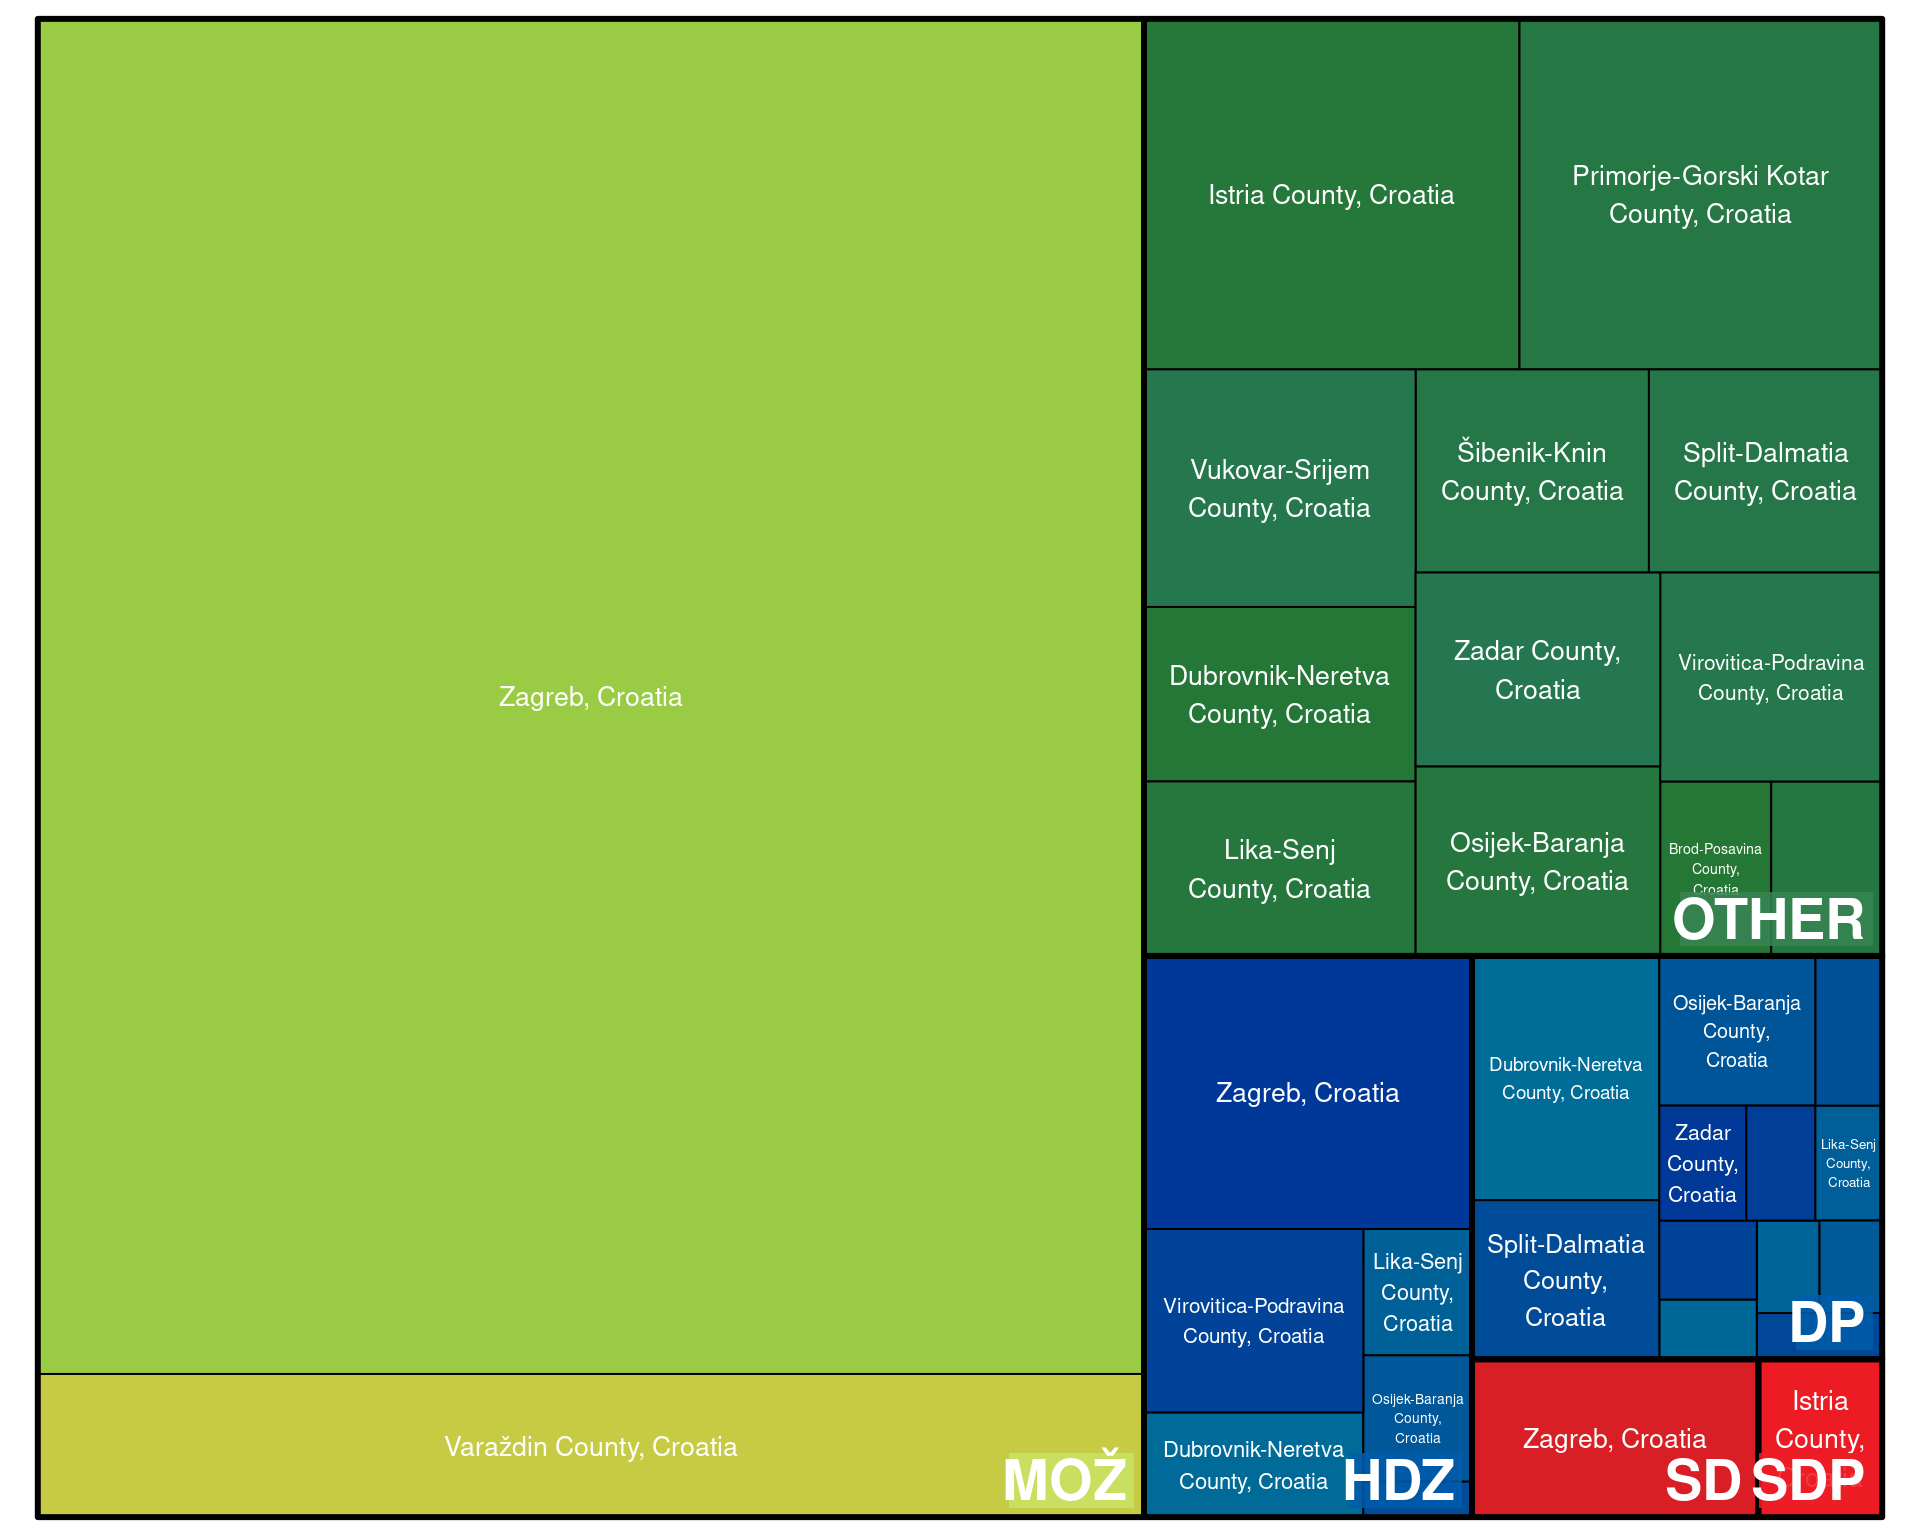 Zagreb, Croatia
Varaždin County, Croatia
MOŽ
Istria County, Croatia
Primorje-Gorski Kotar
County, Croatia
Vukovar-Srijem
County, Croatia
Šibenik-Knin
County, Croatia
Split-Dalmatia
County, Croatia
Dubrovnik-Neretva
County, Croatia
Zadar County,
Croatia
Virovitica-Podravina
County, Croatia
Lika-Senj
County, Croatia
Osijek-Baranja
County, Croatia
Brod-Posavina
County,
Croatia
OTHER
Zagreb, Croatia
Virovitica-Podravina
County, Croatia
Lika-Senj
County,
Croatia
Osijek-Baranja
County,
Croatia
Dubrovnik-Neretva
County, Croatia
HDZ
Dubrovnik-Neretva
County, Croatia
Osijek-Baranja
County,
Croatia
Zadar
County,
Croatia
Lika-Senj
County,
Croatia
Split-Dalmatia
County,
Croatia
DP
Zagreb, Croatia
SD
Istria
County,
SDP